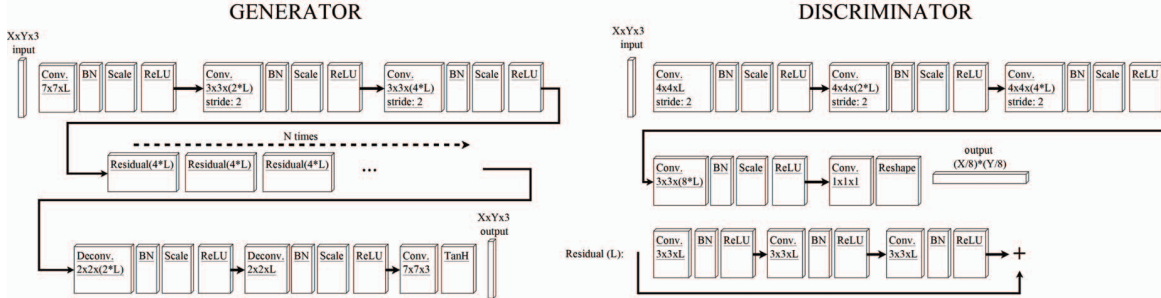 GENERATOR
XxYx3
input
Conv. BN Scale ReLU Conv. BN Scale ReLU Conv. BN Scale ReLU
7x7xL 3x3x(2*L) 3x3x(4*L)
stride: 2 stride: 2
N times
Residual(4*L) Residual(4*L) Residual(4*L) ...
XxYx3
output
Deconv. BN Scale ReLU Deconv. BN Scale ReLU Conv. TanH
2x2x(2*L) 2x2xL 7x7x3
DISCRIMINATOR
XxYx3
input
Conv. BN Scale ReLU Conv. BN Scale ReLU Conv. BN Scale ReLU
4x4xL 4x4x(2*L) 4x4x(4*L)
stride: 2 stride: 2 stride: 2
Conv. BN Scale ReLU Conv. Reshape
3x3x(8*L) 1x1x1
output
(X/8)*(Y/8)
Residual (L):
Conv. BN ReLU Conv. BN ReLU Conv. BN ReLU +
3x3xL 3x3xL 3x3xL